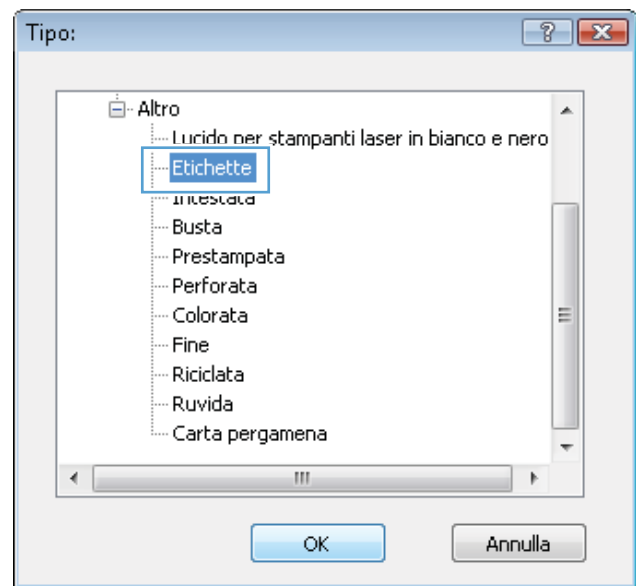 Tipo:
Altro
Lucido per stampanti laser in bianco e nero
Etichette
Intestata
Busta
Prestampata
Perforata
Colorata
Fine
Riciclata
Ruvida
Carta pergamena
OK
Annulla